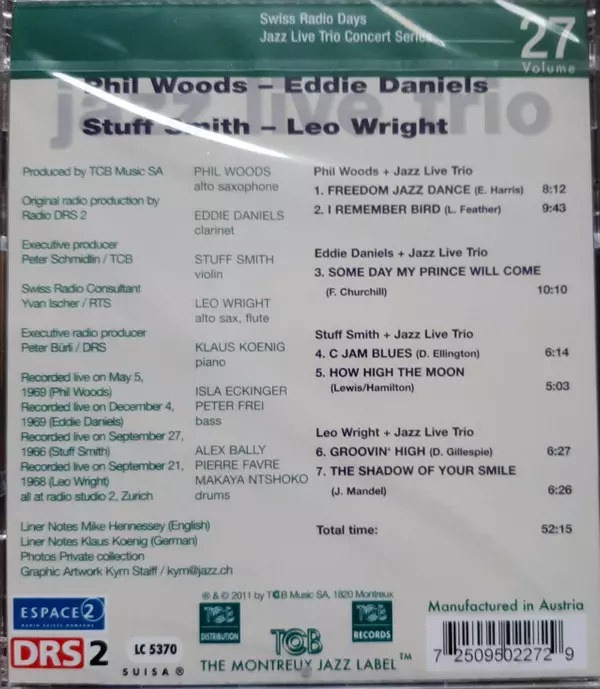 Swiss Radio Days
Jazz Live Trio Concert Series
27
Volume
jazz live trio
Phil Woods – Eddie Daniels
Stuff Smith – Leo Wright
Produced by TCB Music SA
Original radio production by
Radio DRS 2
Executive producer
Peter Schmidlin / TCB
Swiss Radio Consultant
Yvan Ischer / RTS
Executive radio producer
Peter Bürli / DRS
Recorded live on May 5,
1969 (Phil Woods)
Recorded live on December 4,
1969 (Eddie Daniels)
Recorded live on September 27,
1966 (Stuff Smith)
Recorded live on September 21,
1968 (Leo Wright)
all at radio studio 2, Zurich
Liner Notes Mike Hennessey (English)
Liner Notes Klaus Koenig (German)
Photos Private collection
Graphic Artwork Kym Staiff / kym@jazz.ch
PHIL WOODS
alto saxophone
EDDIE DANIELS
clarinet
STUFF SMITH
violin
LEO WRIGHT
alto sax, flute
KLAUS KOENIG
piano
ISLA ECKINGER
PETER FREI
bass
ALEX BALLY
PIERRE FAVRE
MAKAYA NTSHOKO
drums
Phil Woods + Jazz Live Trio
1. FREEDOM JAZZ DANCE (E. Harris) 8:12
2. I REMEMBER BIRD (L. Feather) 9:43
Eddie Daniels + Jazz Live Trio
3. SOME DAY MY PRINCE WILL COME
(F. Churchill) 10:10
Stuff Smith + Jazz Live Trio
4. C JAM BLUES (D. Ellington) 6:14
5. HOW HIGH THE MOON
(Lewis/Hamilton) 5:03
Leo Wright + Jazz Live Trio
6. GROOVIN' HIGH (D. Gillespie) 6:27
7. THE SHADOW OF YOUR SMILE
(J. Mandel) 6:26
Total time: 52:15
℗ & © 2011 by TCB Music SA, 1820 Montreux
ESPACE 2
RADIO SUISSE ROMANDE
DRS 2
LC 5370
SUISA ®
TCB
DISTRIBUTION
TCB
TCB
RECORDS
THE MONTREUX JAZZ LABEL™
Manufactured in Austria
7 25095 02272 9